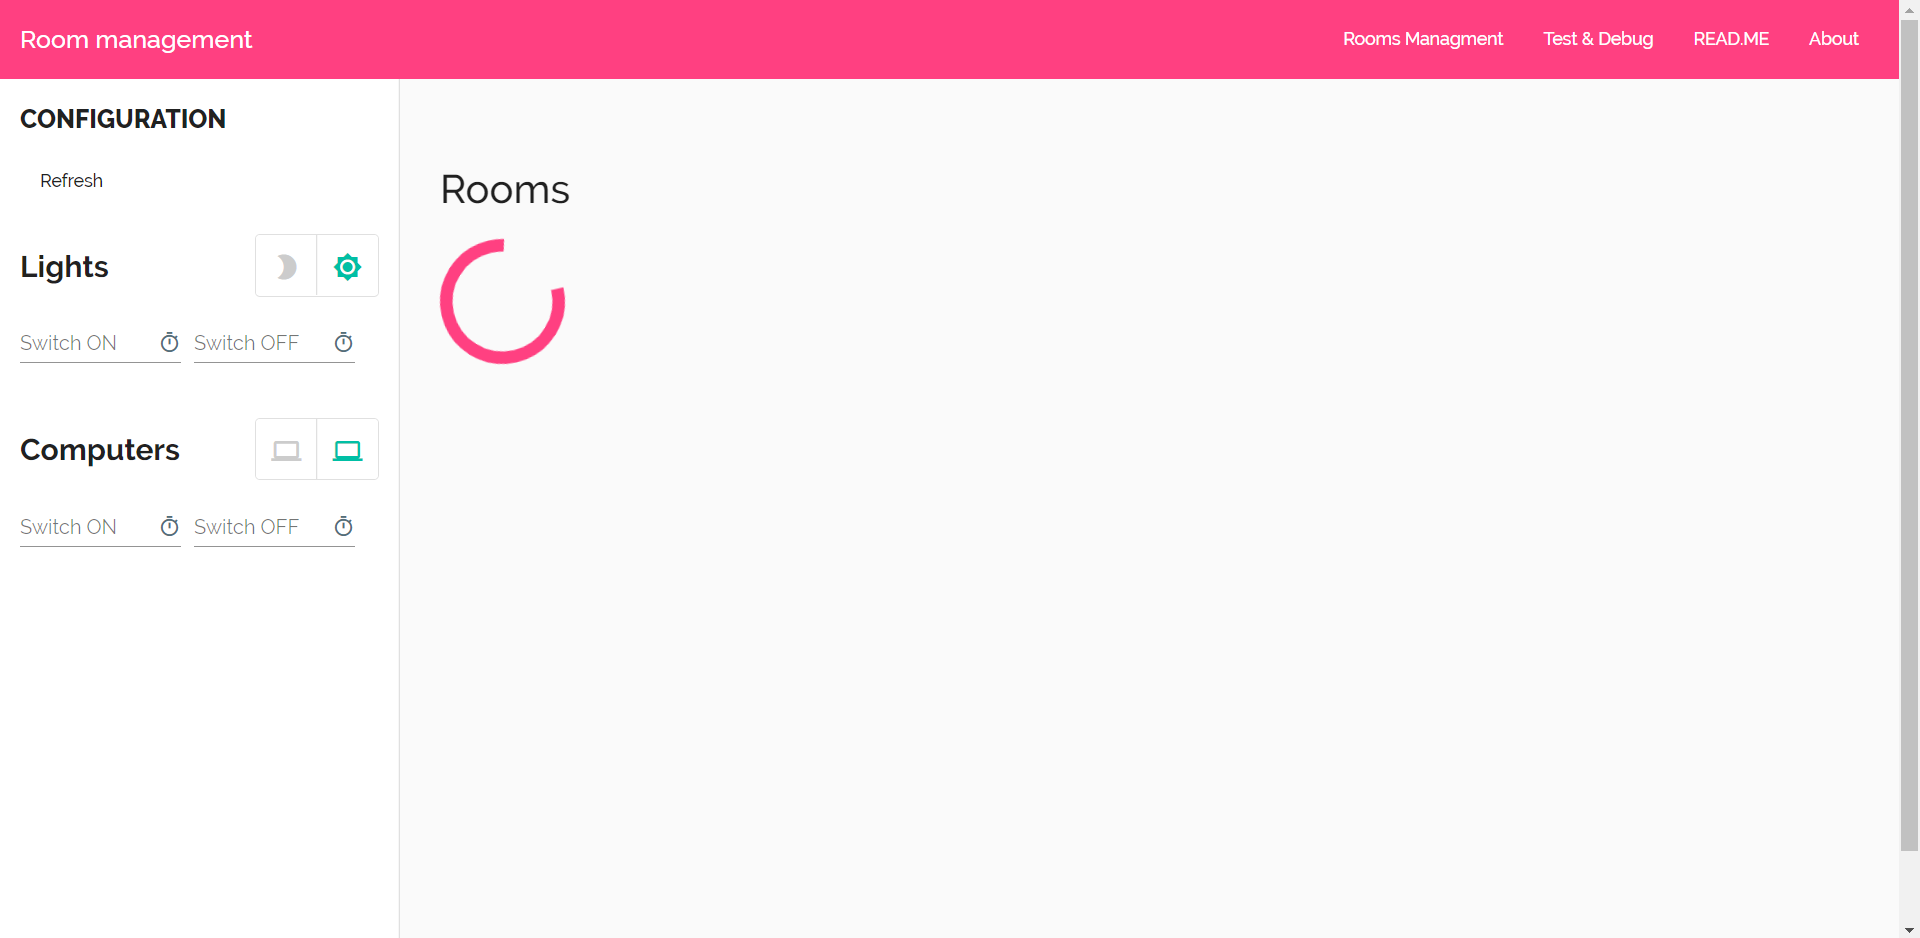 Room management
Rooms Managment
Test & Debug
READ.ME
About
CONFIGURATION
Refresh
Lights
Switch ON
Switch OFF
Computers
Switch ON
Switch OFF
Rooms